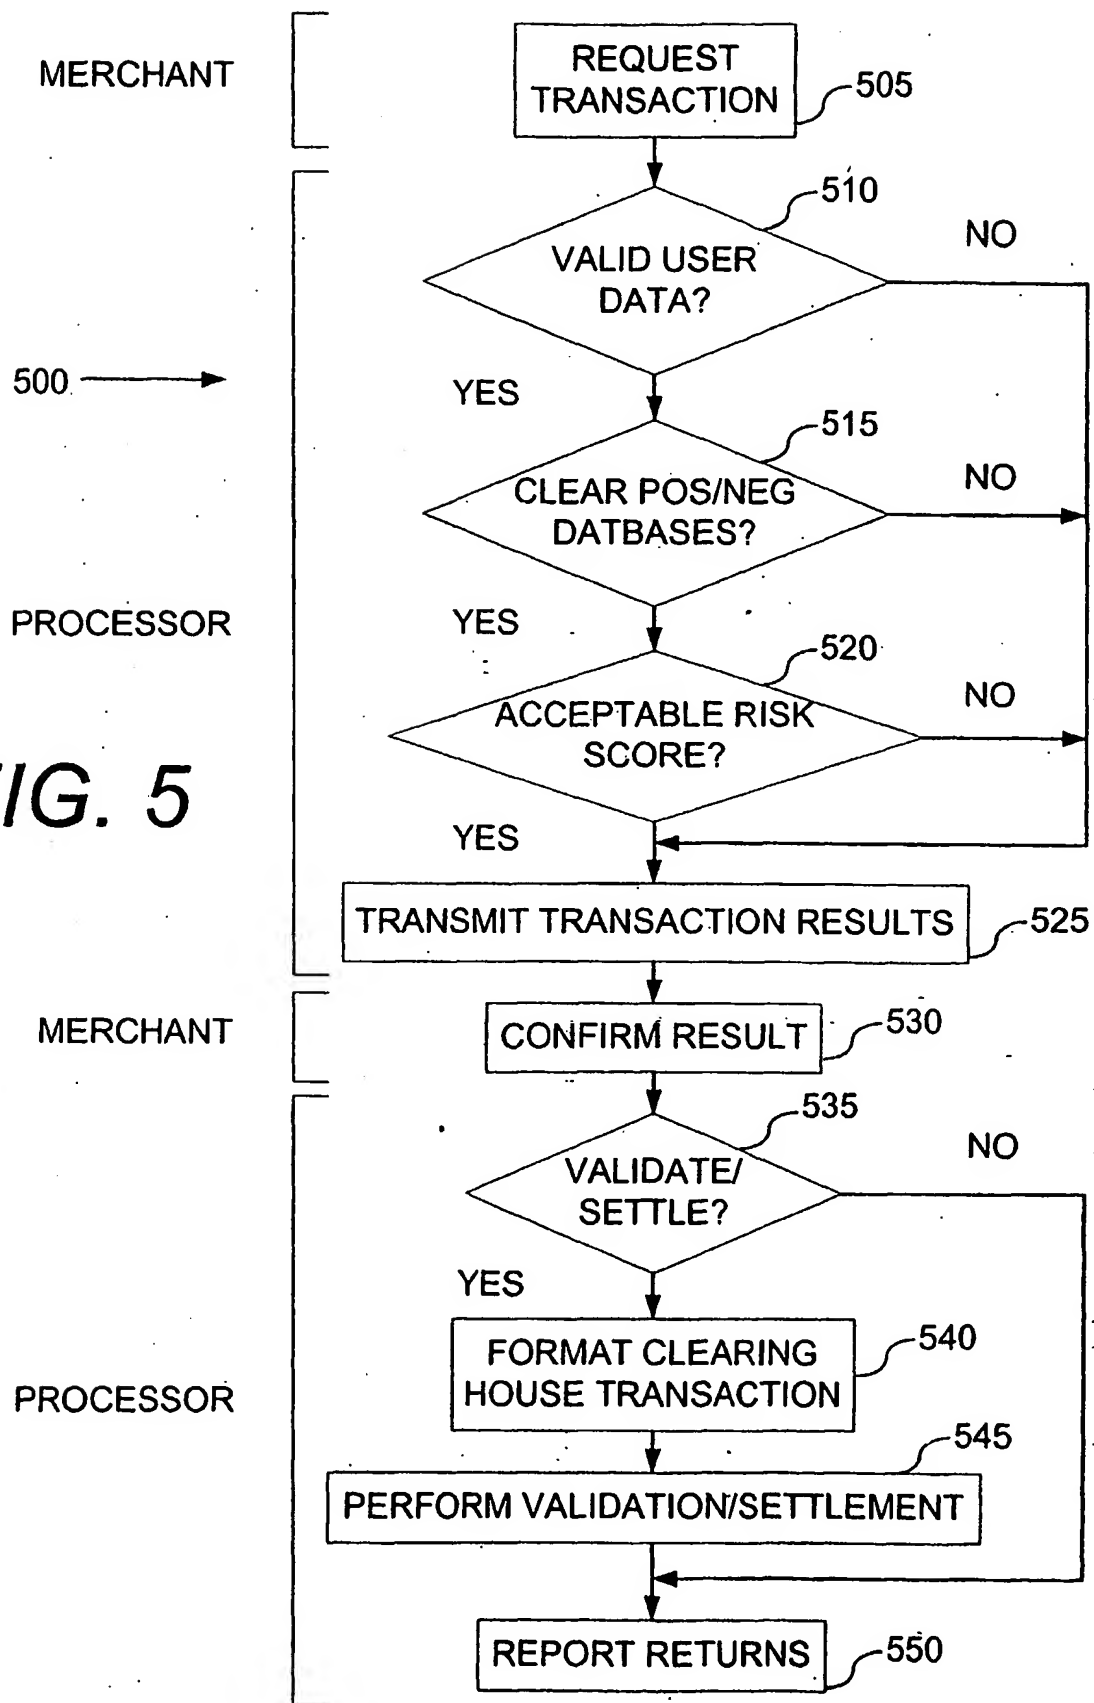 MERCHANT
REQUEST
TRANSACTION
505
510
VALID USER
DATA?
NO
500
YES
515
CLEAR POS/NEG
DATBASES?
NO
PROCESSOR
YES
520
ACCEPTABLE RISK
SCORE?
NO
IG. 5
YES
TRANSMIT TRANSACTION RESULTS
525
MERCHANT
CONFIRM RESULT
530
535
VALIDATE/
SETTLE?
NO
YES
FORMAT CLEARING
HOUSE TRANSACTION
540
PROCESSOR
545
PERFORM VALIDATION/SETTLEMENT
REPORT RETURNS
550